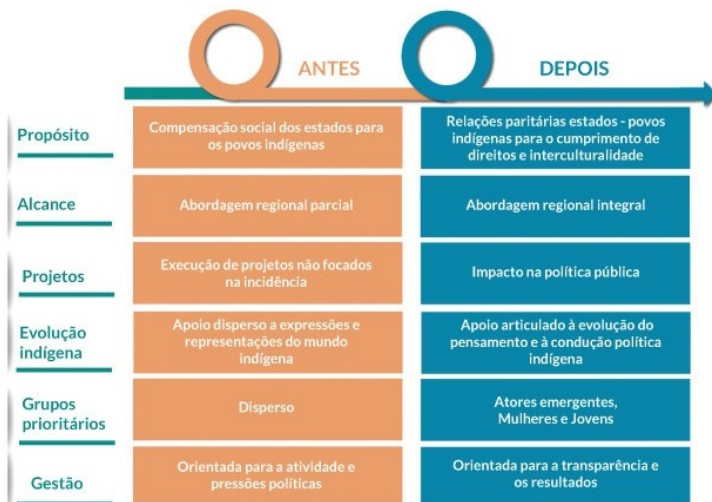 ANTES
DEPOIS
Propósito
Compensação social dos estados para
os povos indígenas
Relações paritárias estados - povos
indígenas para o cumprimento de
direitos e interculturalidade
Alcance
Abordagem regional parcial
Abordagem regional integral
Projetos
Execução de projetos não focados
na incidência
Impacto na política pública
Evolução
indígena
Apoio disperso a expressões e
representações do mundo
indígena
Apoio articulado à evolução do
pensamento e à condução política
indígena
Grupos
prioritários
Disperso
Atores emergentes,
Mulheres e Jovens
Gestão
Orientada para a atividade e
pressões políticas
Orientada para a transparência e
os resultados